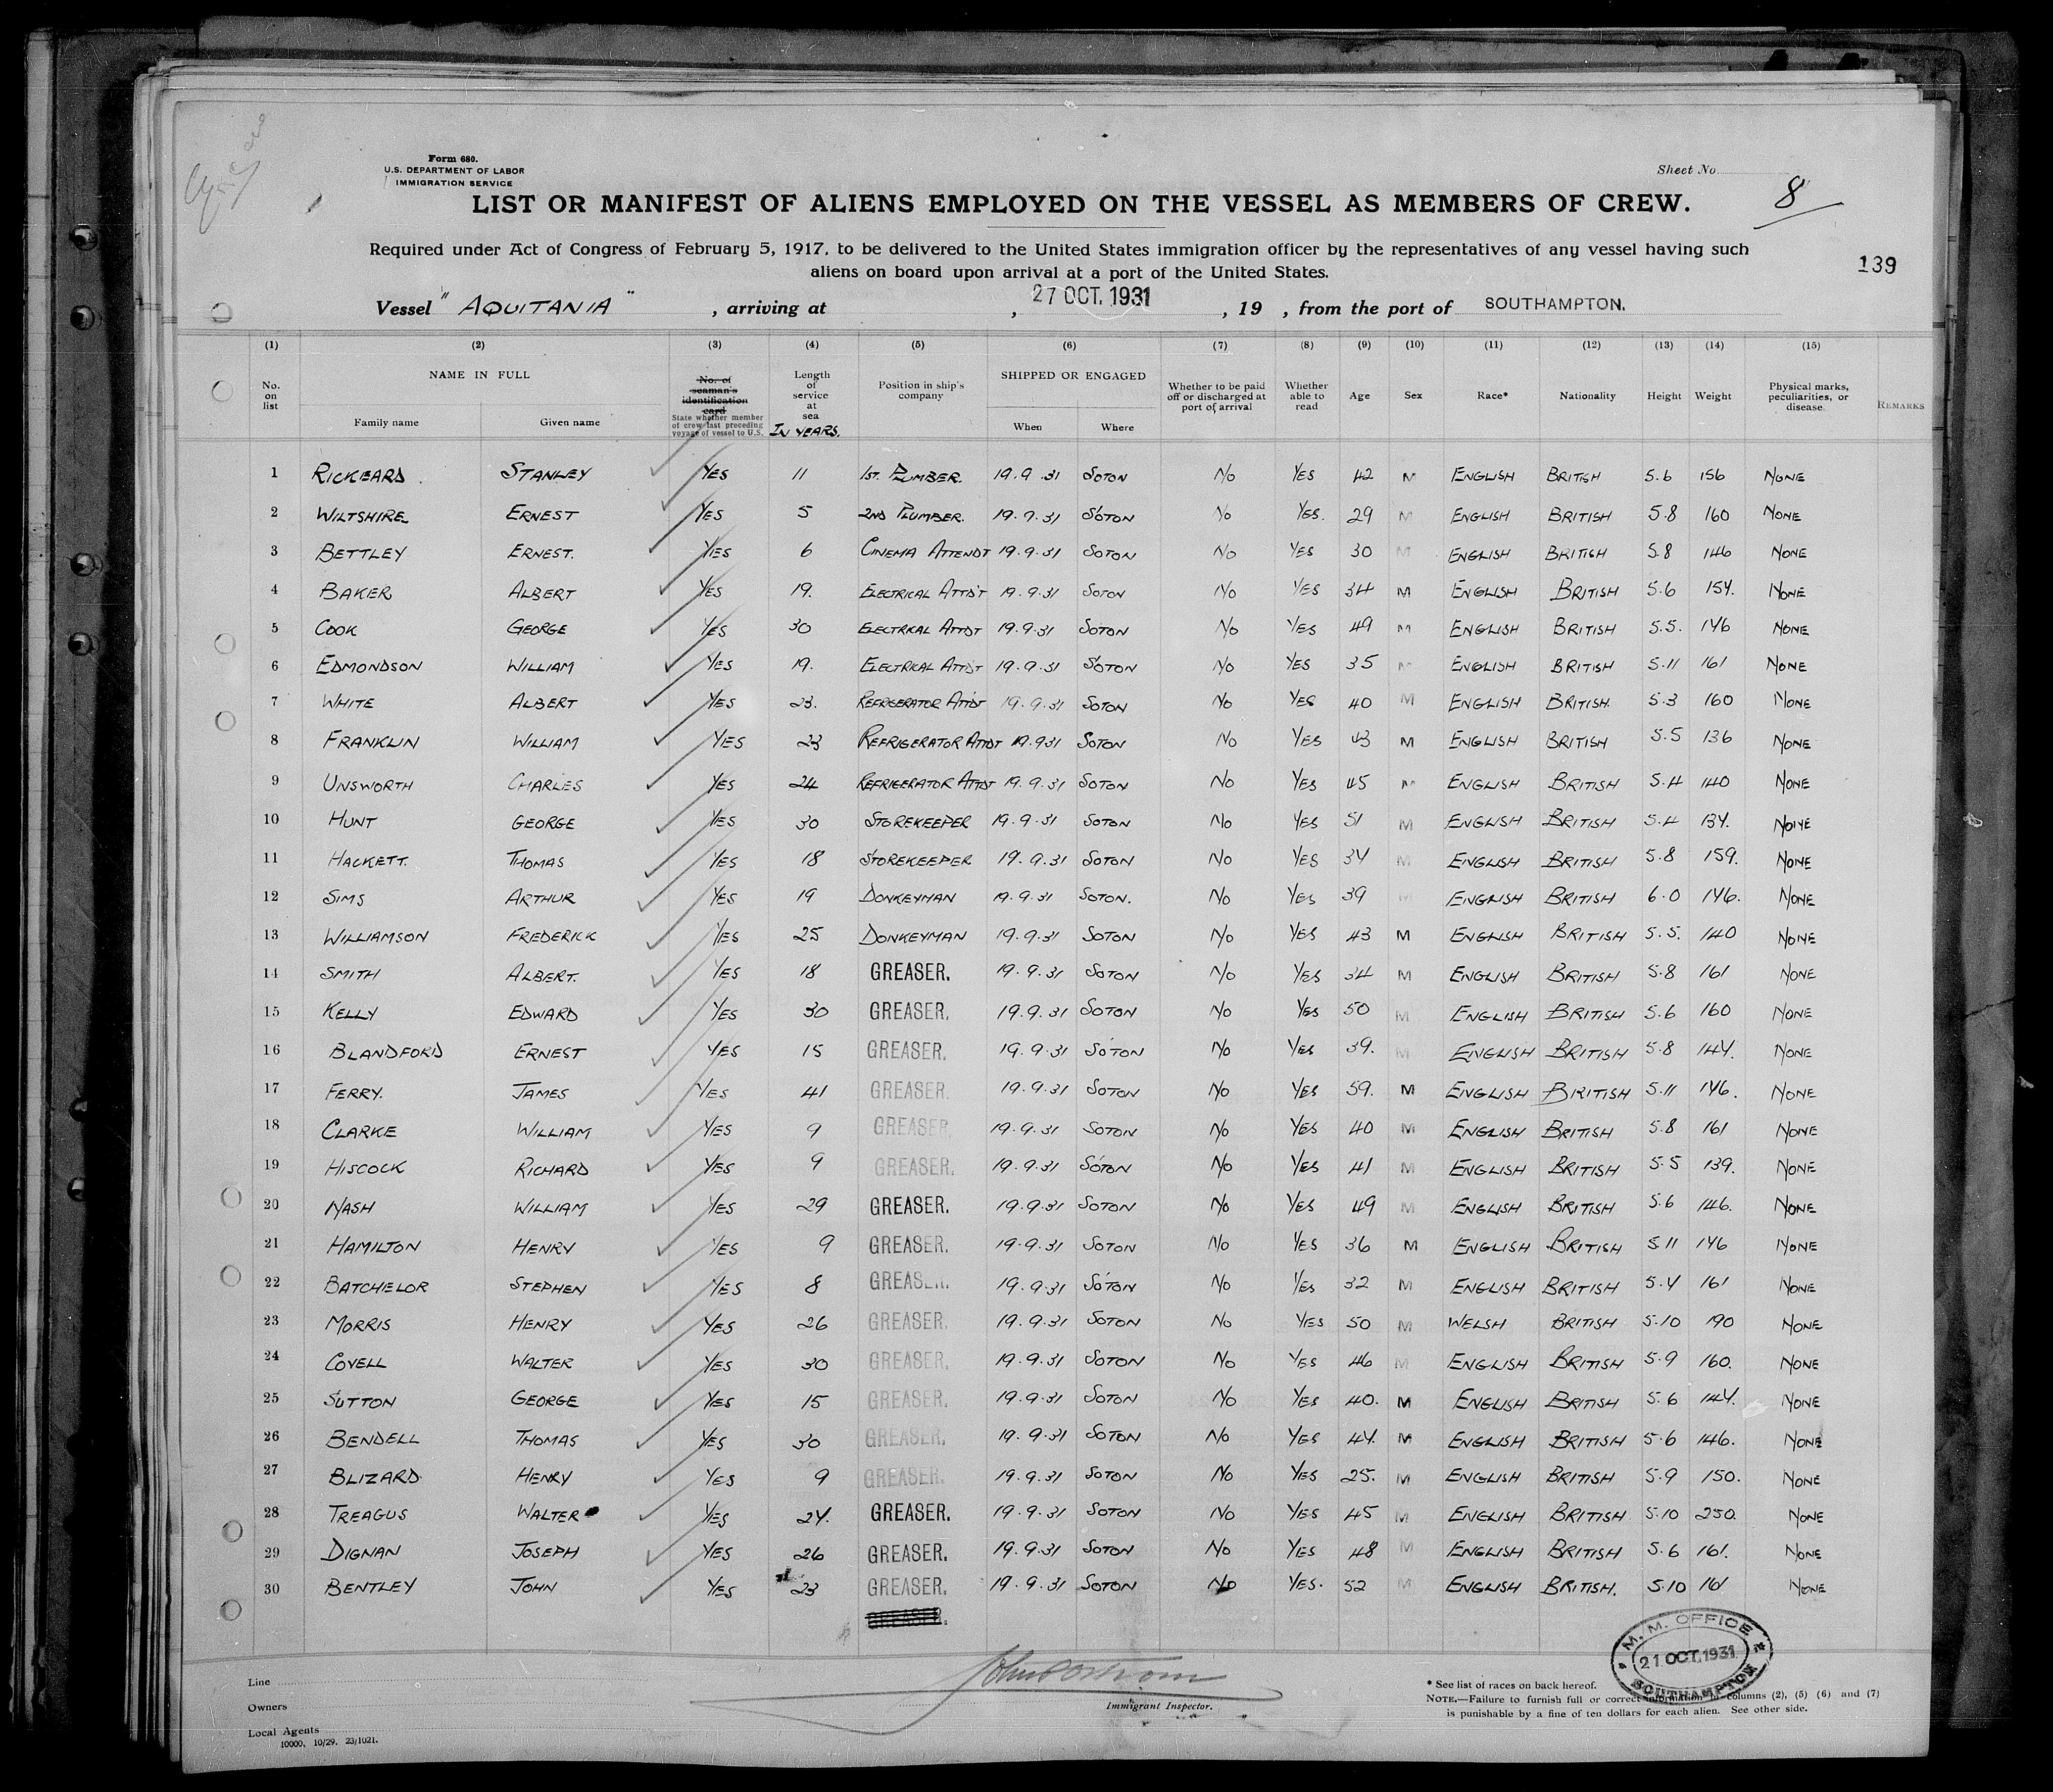 Form 680.
U.S. DEPARTMENT OF LABOR
IMMIGRATION SERVICE
Sheet No. 8
LIST OR MANIFEST OF ALIENS EMPLOYED ON THE VESSEL AS MEMBERS OF CREW.
Required under Act of Congress of February 5, 1917, to be delivered to the United States immigration officer by the representatives of any vessel having such
aliens on board upon arrival at a port of the United States.
139
Vessel "AQUITANIA", arriving at , 27 OCT. 1931, 19 , from the port of SOUTHAMPTON.
(1) (2) (3) (4) (5) (6) (7) (8) (9) (10) (11) (12) (13) (14) (15)
No. on list
NAME IN FULL
Family name Given name
No. of seaman's identification card
State whether member of crew last preceding voyage of vessel to U.S.
Length of service at sea IN YEARS.
Position in ship's company
SHIPPED OR ENGAGED
When Where
Whether to be paid off or discharged at port of arrival
Whether able to read
Age Sex Race* Nationality Height Weight
Physical marks, peculiarities, or disease
REMARKS
1 RICKEARD. STANLEY YES 11 1ST. PLUMBER. 19.9.31 SOTON NO YES 42 M ENGLISH BRITISH 5.6 156 NONE
2 WILTSHIRE ERNEST YES 5 2ND PLUMBER. 19.9.31 SOTON NO YES. 29 M ENGLISH BRITISH 5.8 160 NONE
3 BETTLEY ERNEST. YES 6 CINEMA ATTENDT 19.9.31 SOTON NO YES 30 M ENGLISH BRITISH 5.8 146 NONE
4 BAKER ALBERT YES 19. ELECTRICAL ATTD'T 19.9.31 SOTON NO YES 34 M ENGLISH BRITISH 5.6 154. NONE
5 COOK GEORGE YES 30 ELECTRICAL ATTDT 19.9.31 SOTON NO YES 49 M ENGLISH BRITISH 5.5. 146 NONE
6 EDMONDSON WILLIAM YES 19. ELECTRICAL ATTDT 19.9.31 SOTON NO YES 35 M ENGLISH BRITISH 5.11 161 NONE
7 WHITE ALBERT YES 23. REFRIGERATOR ATTDT 19.9.31 SOTON NO YES 40 M ENGLISH BRITISH 5.3 160 NONE
8 FRANKLIN WILLIAM YES 23 REFRIGERATOR ATTDT 19.9.31 SOTON NO YES 43 M ENGLISH BRITISH 5.5 136 NONE
9 UNSWORTH CHARLES YES 24 REFRIGERATOR ATTDT 19.9.31 SOTON NO YES 45 M ENGLISH BRITISH 5.4 140 NONE
10 HUNT GEORGE YES 30 STOREKEEPER 19.9.31 SOTON NO YES 51 M ENGLISH BRITISH 5.4 134. NONE
11 HACKETT. THOMAS YES 18 STOREKEEPER 19.9.31 SOTON NO YES 34 M ENGLISH BRITISH 5.8 159. NONE
12 SIMS ARTHUR YES 19 DONKEYMAN 19.9.31 SOTON. NO YES 39 M ENGLISH BRITISH 6.0 146. NONE
13 WILLIAMSON FREDERICK YES 25 DONKEYMAN 19.9.31 SOTON NO YES 43 M ENGLISH BRITISH 5.5. 140 NONE
14 SMITH ALBERT. YES 18 GREASER. 19.9.31 SOTON NO YES 34 M ENGLISH BRITISH 5.8 161 NONE
15 KELLY EDWARD YES 30 GREASER. 19.9.31 SOTON NO YES 50 M ENGLISH BRITISH 5.6 160 NONE
16 BLANDFORD ERNEST YES 15 GREASER. 19.9.31 SOTON NO YES 39. M ENGLISH BRITISH 5.8 144. NONE
17 FERRY. JAMES YES 41 GREASER. 19.9.31 SOTON NO YES 59. M ENGLISH BRITISH 5.11 146. NONE
18 CLARKE WILLIAM YES 9 GREASER. 19.9.31 SOTON NO YES 40 M ENGLISH BRITISH 5.8 161 NONE
19 HISCOCK RICHARD YES 9 GREASER. 19.9.31 SOTON NO YES 41 M ENGLISH BRITISH 5.5 139. NONE
20 NASH WILLIAM YES 29 GREASER. 19.9.31 SOTON NO YES 49 M ENGLISH BRITISH 5.6 146. NONE
21 HAMILTON HENRY YES 9 GREASER. 19.9.31 SOTON NO YES 36 M ENGLISH BRITISH 5.11 146 NONE
22 BATCHELOR STEPHEN YES 8 GREASER. 19.9.31 SOTON NO YES 32 M ENGLISH BRITISH 5.4 161 NONE
23 MORRIS HENRY YES 26 GREASER. 19.9.31 SOTON NO YES 50 M WELSH BRITISH 5.10 190 NONE
24 COVELL WALTER YES 30 GREASER. 19.9.31 SOTON NO YES 46 M ENGLISH BRITISH 5.9 160. NONE
25 SUTTON GEORGE YES 15 GREASER. 19.9.31 SOTON NO YES 40. M ENGLISH BRITISH 5.6 144. NONE
26 BENDELL THOMAS YES 30 GREASER. 19.9.31 SOTON NO YES 44. M ENGLISH BRITISH 5.6 146. NONE
27 BLIZARD HENRY YES 9 GREASER. 19.9.31 SOTON NO YES 25. M ENGLISH BRITISH 5.9 150. NONE
28 TREAGUS WALTER YES 24. GREASER. 19.9.31 SOTON NO YES 45 M ENGLISH BRITISH 5.10 250. NONE
29 DIGNAN JOSEPH YES 26 GREASER. 19.9.31 SOTON NO YES 48 M ENGLISH BRITISH 5.6 161. NONE
30 BENTLEY JOHN YES 23 GREASER. 19.9.31 SOTON NO YES. 52 M ENGLISH BRITISH. 5.10 161 NONE
GREASER.
M. M. OFFICE
21 OCT. 1931
SOUTHAMPTON
Line
Owners
Local Agents
10000, 10/29, 23/1021.
Immigrant Inspector.
* See list of races on back hereof.
NOTE.—Failure to furnish full or correct information in columns (2), (5) (6) and (7)
is punishable by a fine of ten dollars for each alien. See other side.